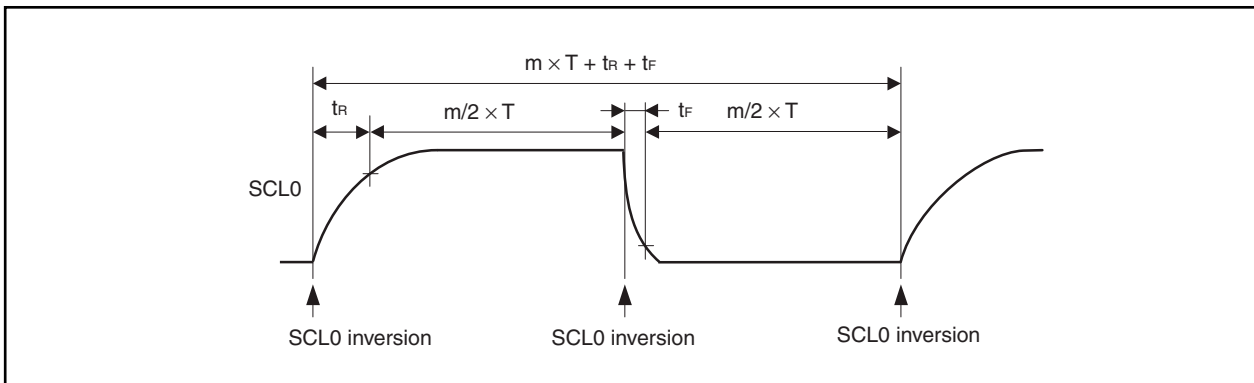 m × T + tR + tF
tR
m/2 × T
tF
m/2 × T
SCL0
SCL0 inversion
SCL0 inversion
SCL0 inversion